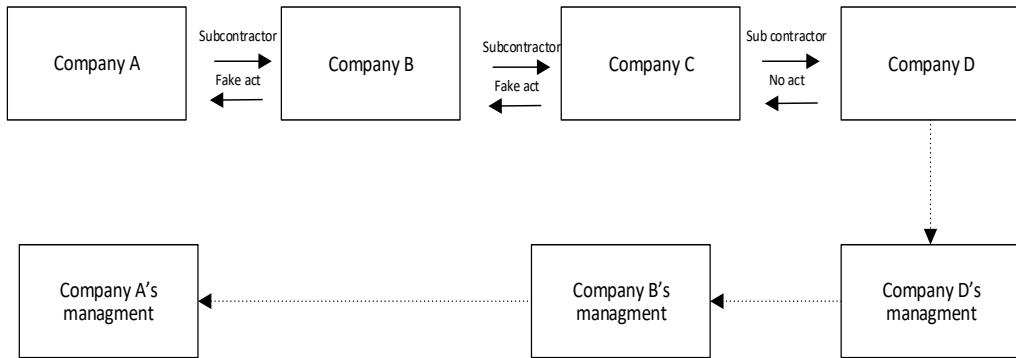 Company A
Subcontractor
Fake act
Company B
Subcontractor
Fake act
Company C
Sub contractor
No act
Company D
Company A's
managment
Company B's
managment
Company D's
managment